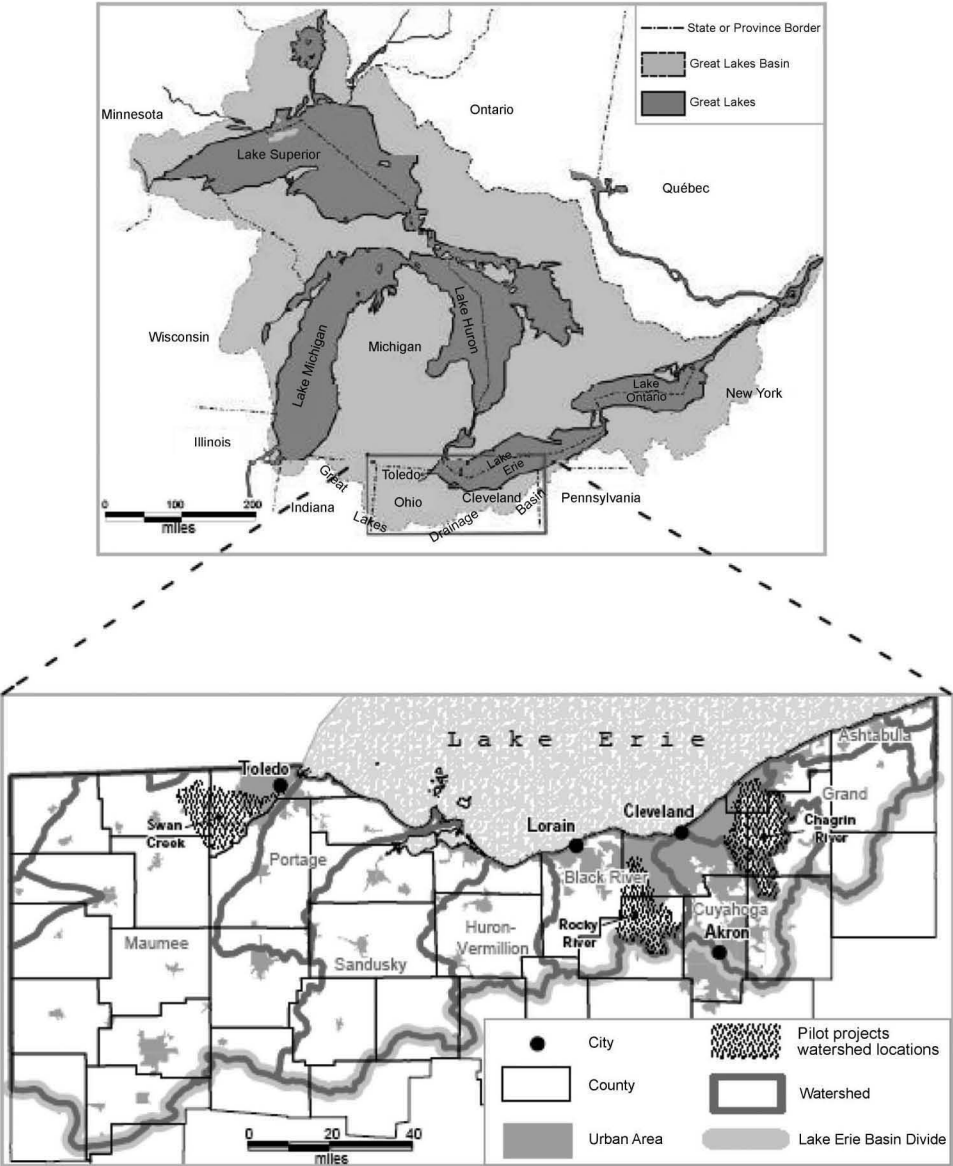 State or Province Border
Great Lakes Basin
Great Lakes
Minnesota
Ontario
Lake Superior
Québec
Wisconsin
Lake Michigan
Michigan
Lake Huron
Lake
Ontario
New York
Illinois
Indiana
Great
Lakes
Drainage
Basin
Toledo
Ohio
Lake
Erie
Cleveland
Pennsylvania
0 100 200
miles
Lake Erie
Toledo
Swan
Creek
Portage
Maumee
Sandusky
Huron-
Vermillion
Lorain
Black River
Rocky
River
Cleveland
Cuyahoga
Akron
Ashtabula
Grand
Chagrin
River
0 20 40
miles
City
County
Urban Area
Pilot projects
watershed locations
Watershed
Lake Erie Basin Divide